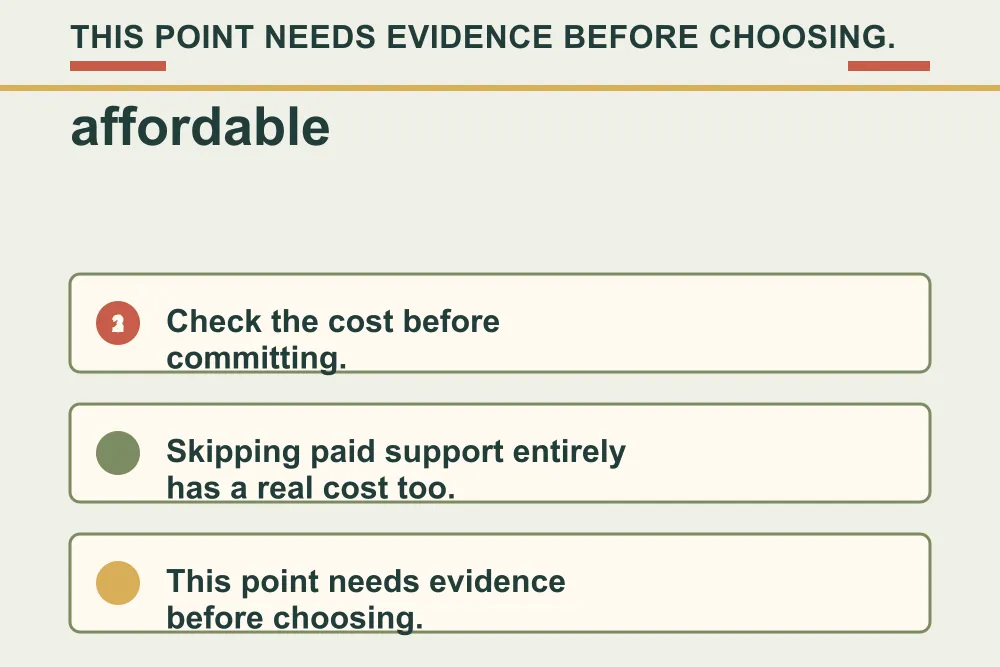 THIS POINT NEEDS EVIDENCE BEFORE CHOOSING.
affordable
Check the cost before
committing.
Skipping paid support entirely
has a real cost too.
This point needs evidence
before choosing.